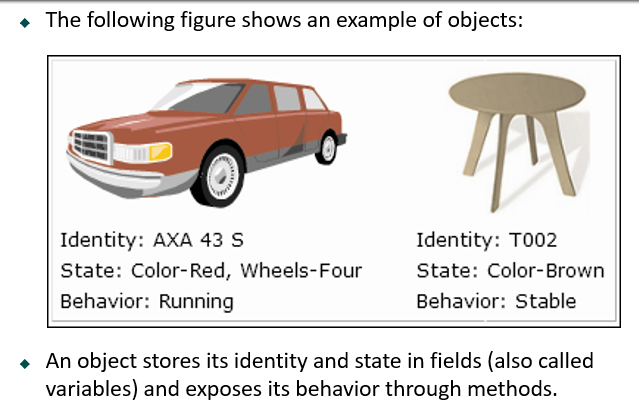 The following figure shows an example of objects:
Identity: AXA 43 S
State: Color-Red, Wheels-Four
Behavior: Running
Identity: T002
State: Color-Brown
Behavior: Stable
An object stores its identity and state in fields (also called
variables) and exposes its behavior through methods.